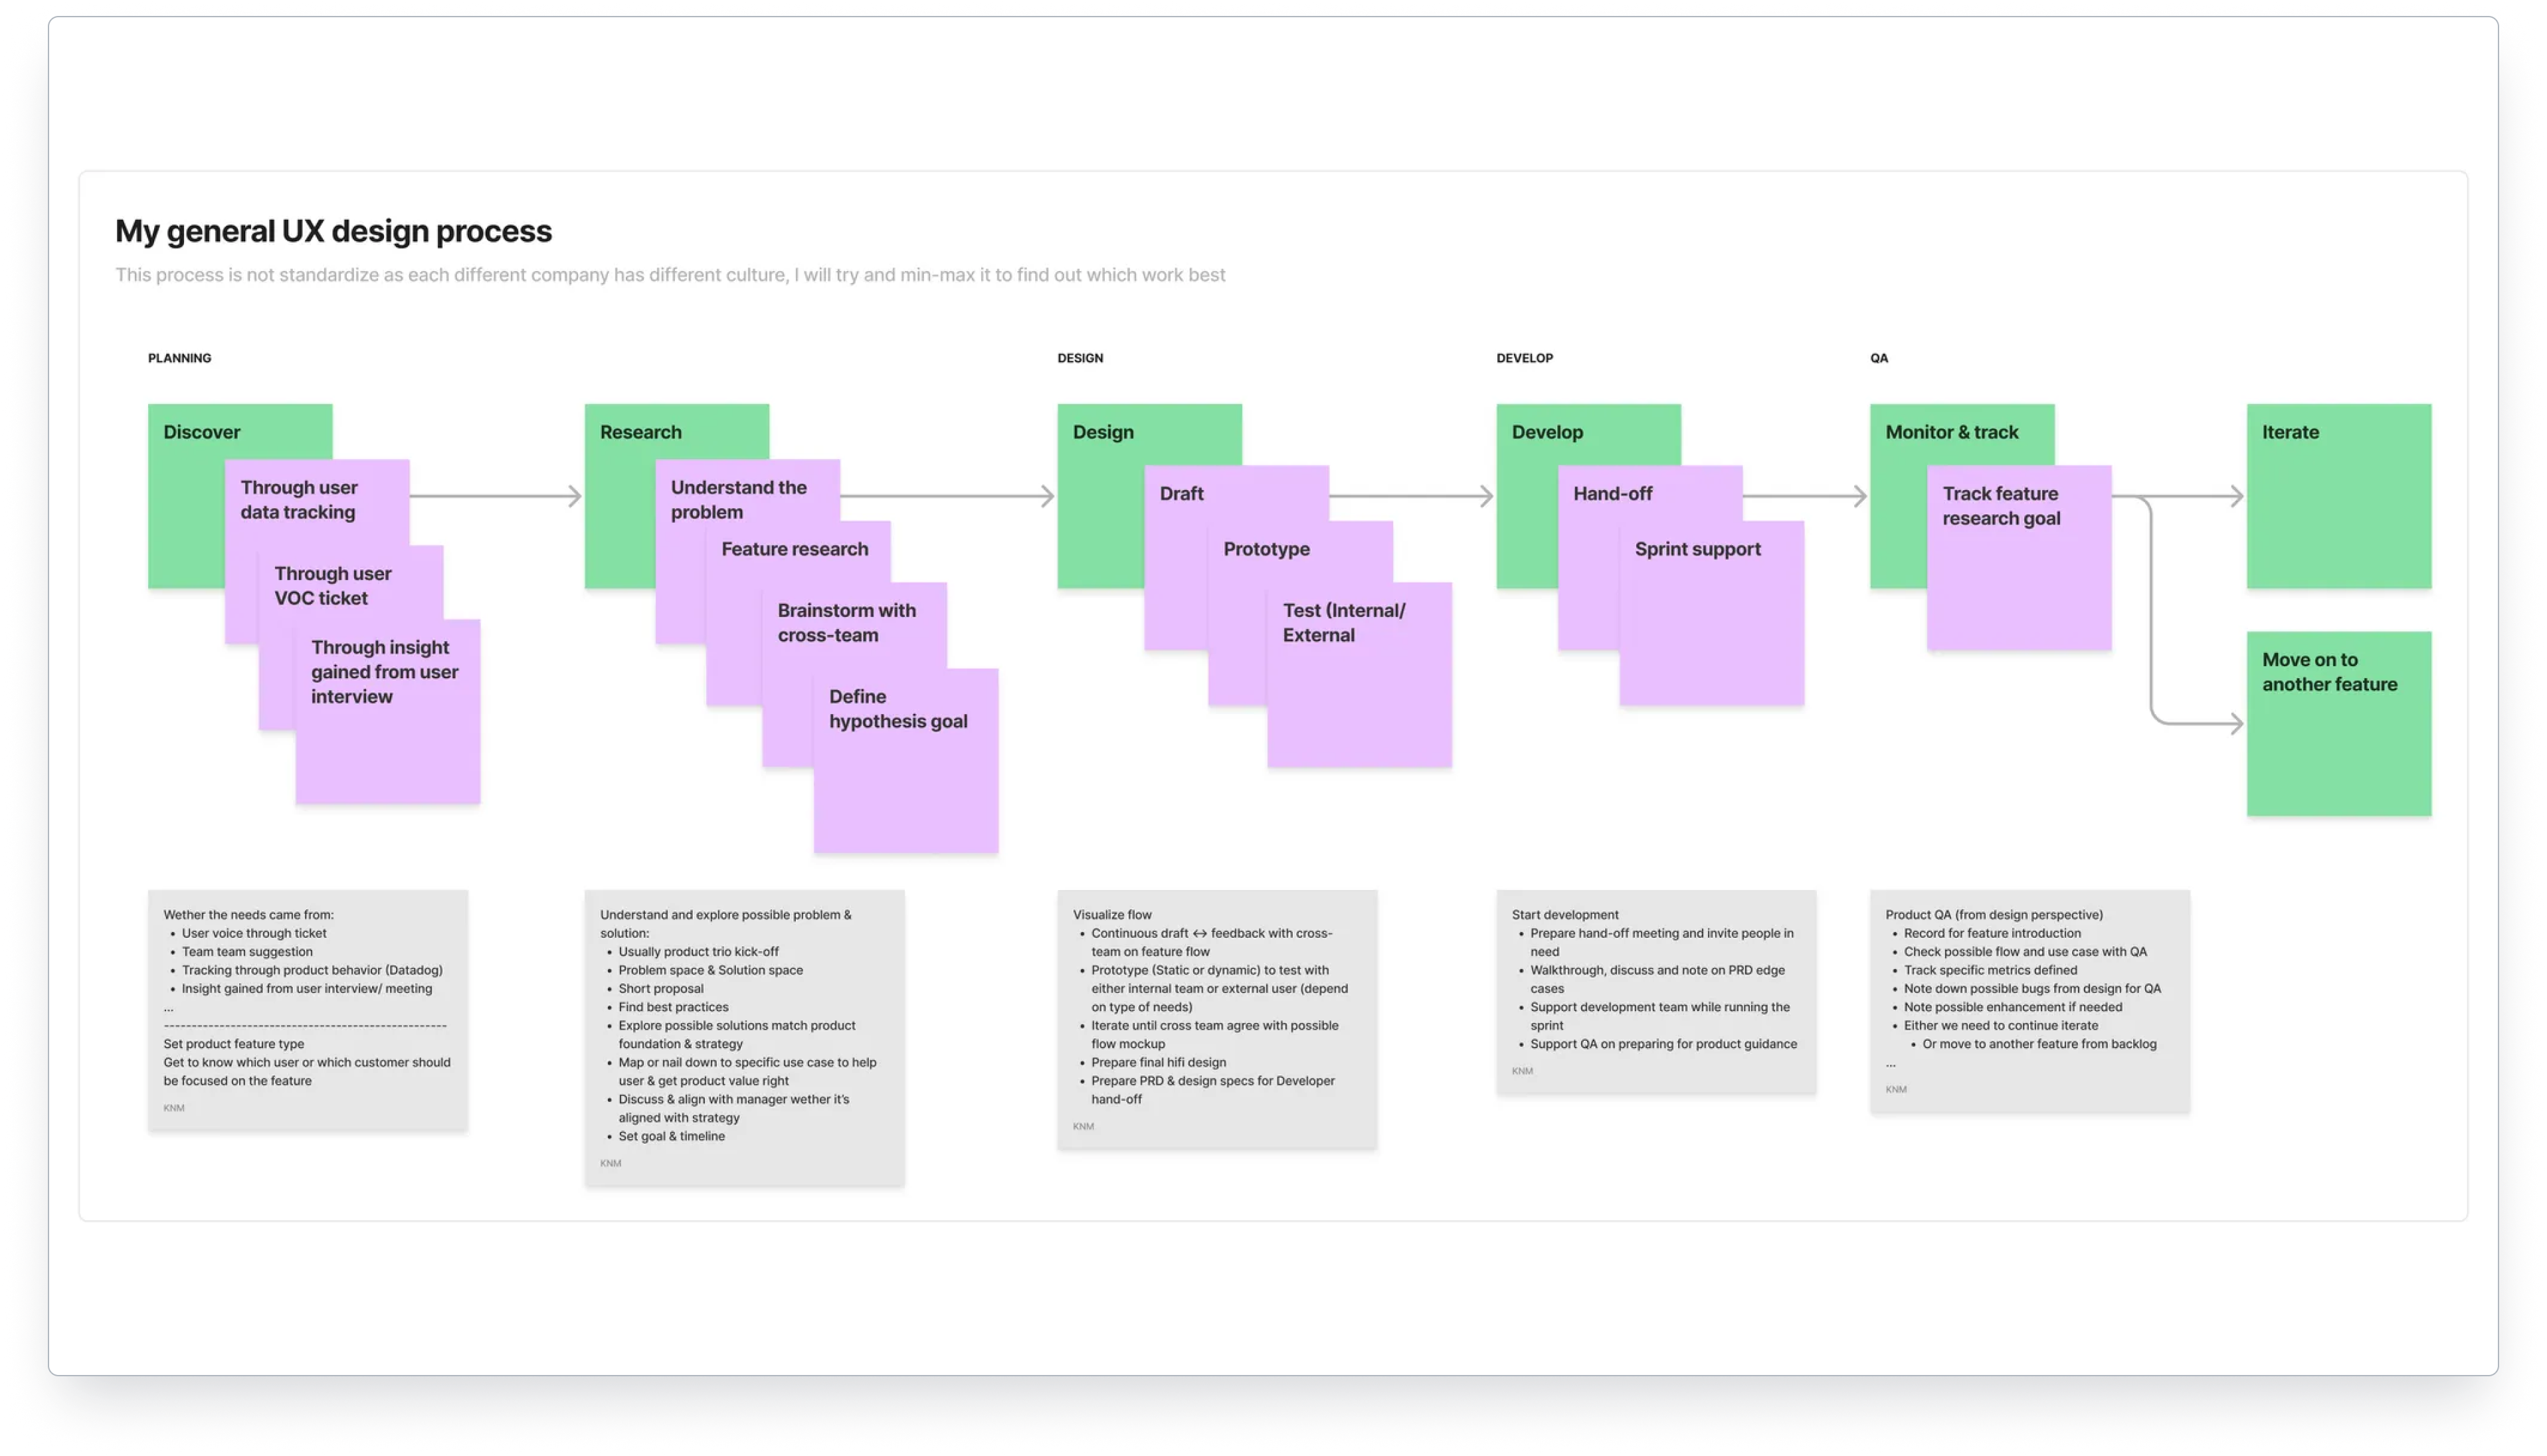 My general UX design process
This process is not standardize as each different company has different culture, I will try and min-max it to find out which work best
PLANNING
DESIGN
DEVELOP
QA
Discover
Through user
data tracking
Through user
VOC ticket
Through insight
gained from user
interview
Research
Understand the
problem
Feature research
Brainstorm with
cross-team
Define
hypothesis goal
Design
Draft
Prototype
Test (Internal/
External
Develop
Hand-off
Sprint support
Monitor & track
Track feature
research goal
Iterate
Move on to
another feature
Wether the needs came from:
• User voice through ticket
• Team team suggestion
• Tracking through product behavior (Datadog)
• Insight gained from user interview/ meeting
...
---------------------------------------------------
Set product feature type
Get to know which user or which customer should
be focused on the feature
KNM
Understand and explore possible problem &
solution:
• Usually product trio kick-off
• Problem space & Solution space
• Short proposal
• Find best practices
• Explore possible solutions match product
foundation & strategy
• Map or nail down to specific use case to help
user & get product value right
• Discuss & align with manager wether it's
aligned with strategy
• Set goal & timeline
KNM
Visualize flow
• Continuous draft ↔ feedback with cross-
team on feature flow
• Prototype (Static or dynamic) to test with
either internal team or external user (depend
on type of needs)
• Iterate until cross team agree with possible
flow mockup
• Prepare final hifi design
• Prepare PRD & design specs for Developer
hand-off
KNM
Start development
• Prepare hand-off meeting and invite people in
need
• Walkthrough, discuss and note on PRD edge
cases
• Support development team while running the
sprint
• Support QA on preparing for product guidance
KNM
Product QA (from design perspective)
• Record for feature introduction
• Check possible flow and use case with QA
• Track specific metrics defined
• Note down possible bugs from design for QA
• Note possible enhancement if needed
• Either we need to continue iterate
• Or move to another feature from backlog
...
KNM